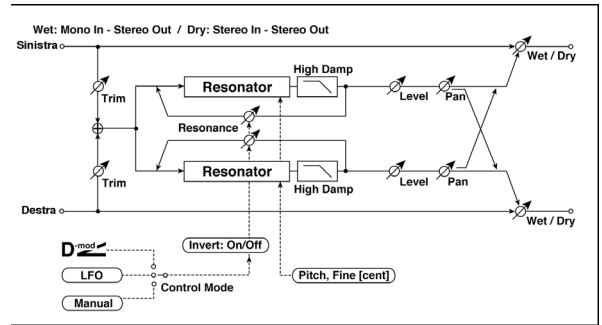 Wet: Mono In - Stereo Out / Dry: Stereo In - Stereo Out
Sinistra
Wet / Dry
Trim
Resonator
High Damp
Level
Pan
Resonance
Trim
Resonator
High Damp
Level
Pan
Destra
Wet / Dry
D-mod
Invert: On/Off
LFO
Control Mode
Pitch, Fine [cent]
Manual